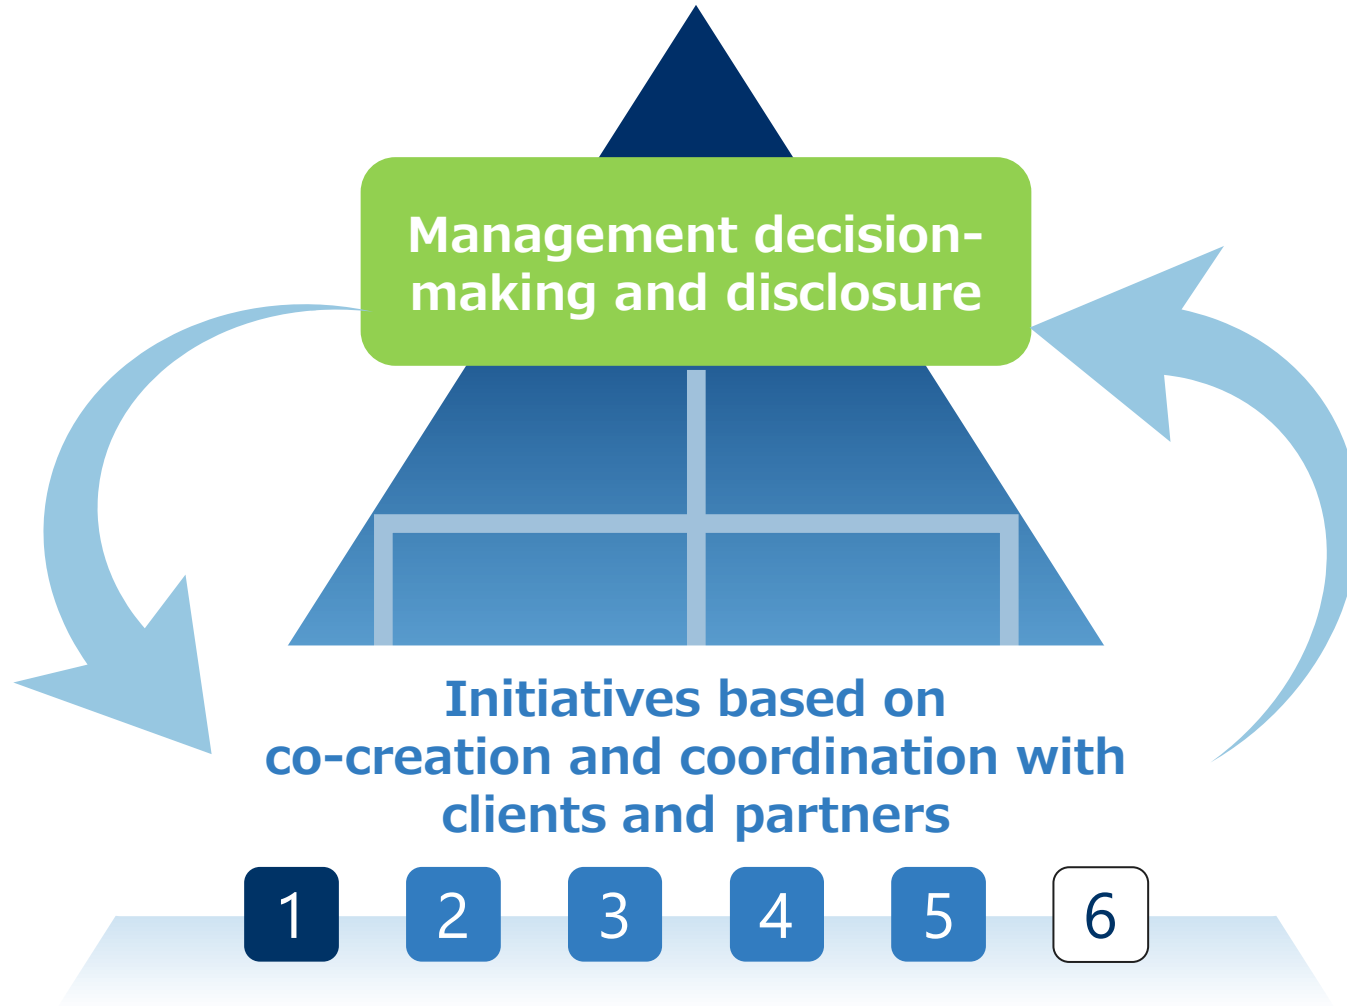 Management decision-
making and disclosure
Initiatives based on
co-creation and coordination with
clients and partners
1 2 3 4 5 6